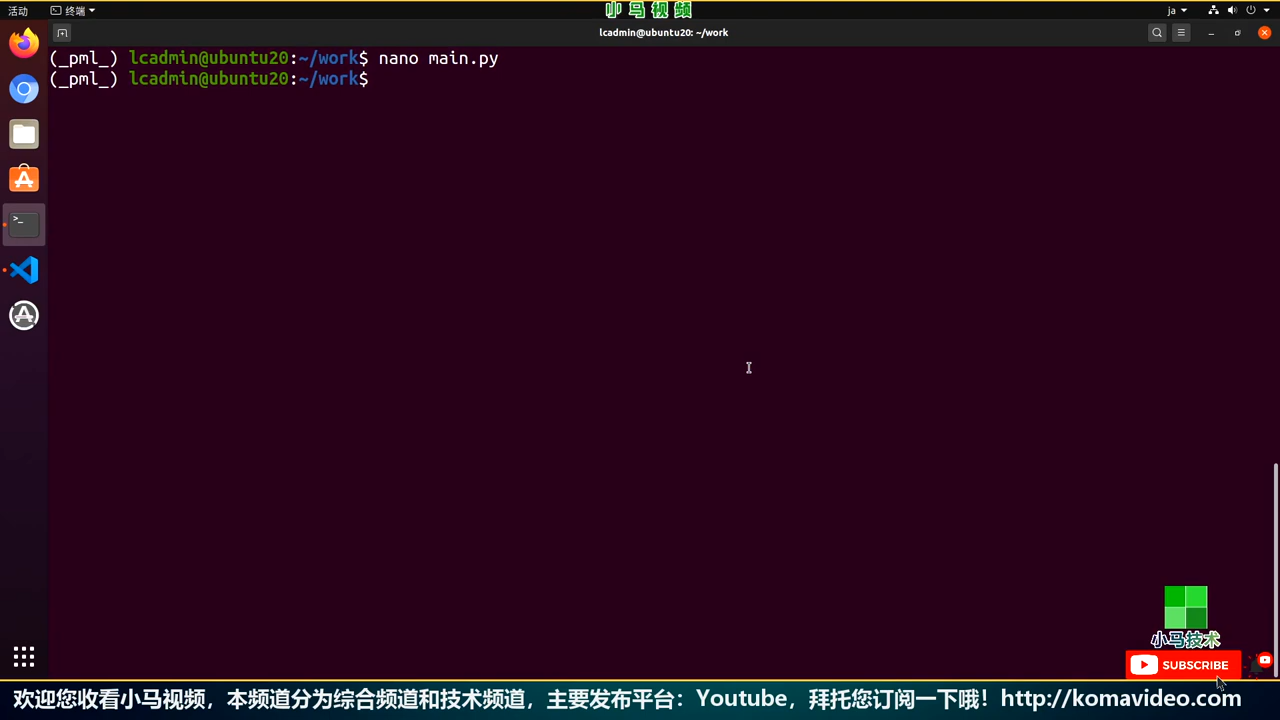 小马视频
活动
终端
ja
lcadmin@ubuntu20: ~/work
(_pml_) lcadmin@ubuntu20:~/work$ nano main.py
(_pml_) lcadmin@ubuntu20:~/work$
小马技术
SUBSCRIBE
欢迎您收看小马视频，本频道分为综合频道和技术频道，主要发布平台：Youtube，拜托您订阅一下哦！http://komavideo.com